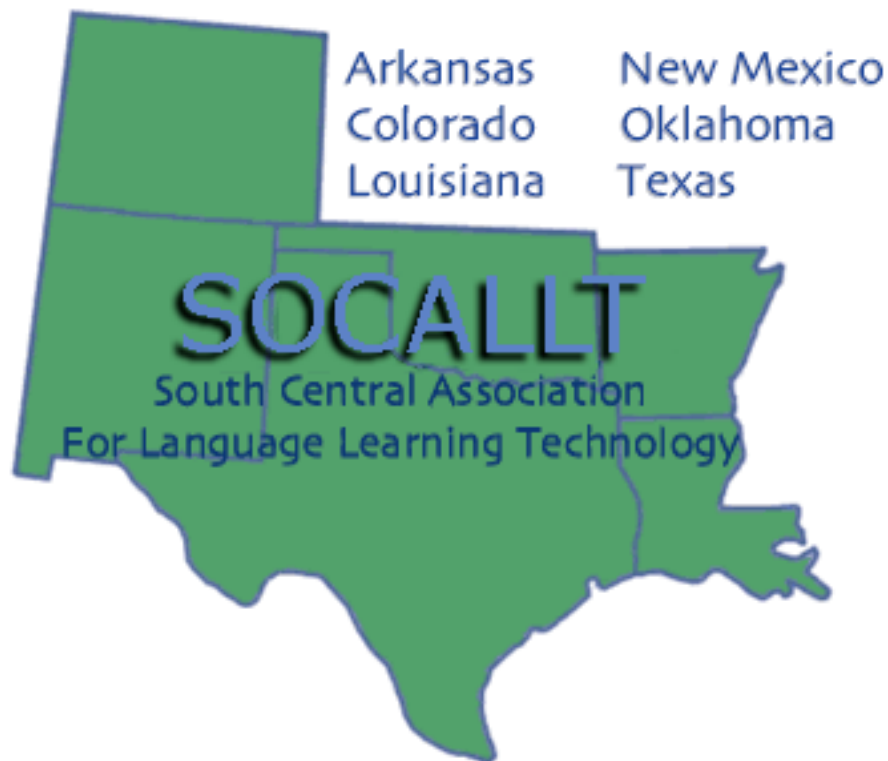 Arkansas New Mexico
Colorado Oklahoma
Louisiana Texas
SOCALLT
South Central Association
For Language Learning Technology